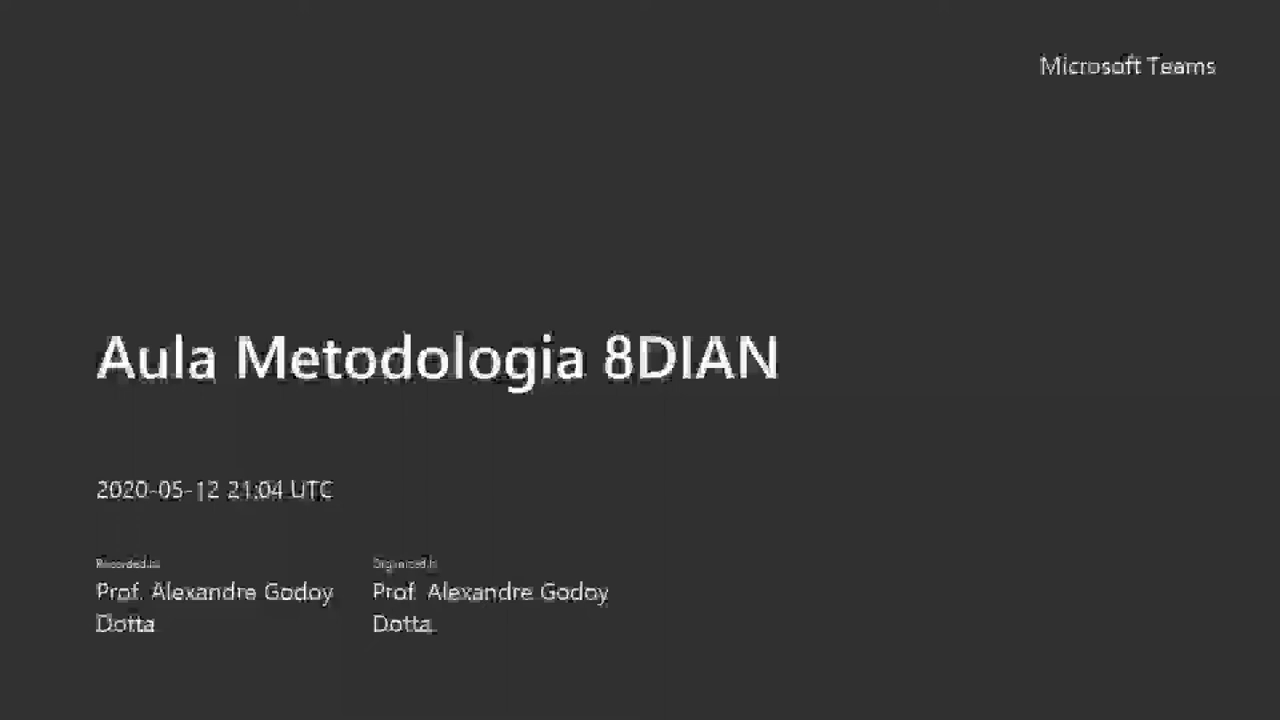 Microsoft Teams
Aula Metodologia 8DIAN
2020-05-12 21:04 UTC
Recorded by
Organized by
Prof. Alexandre Godoy
Prof. Alexandre Godoy
Dotta
Dotta